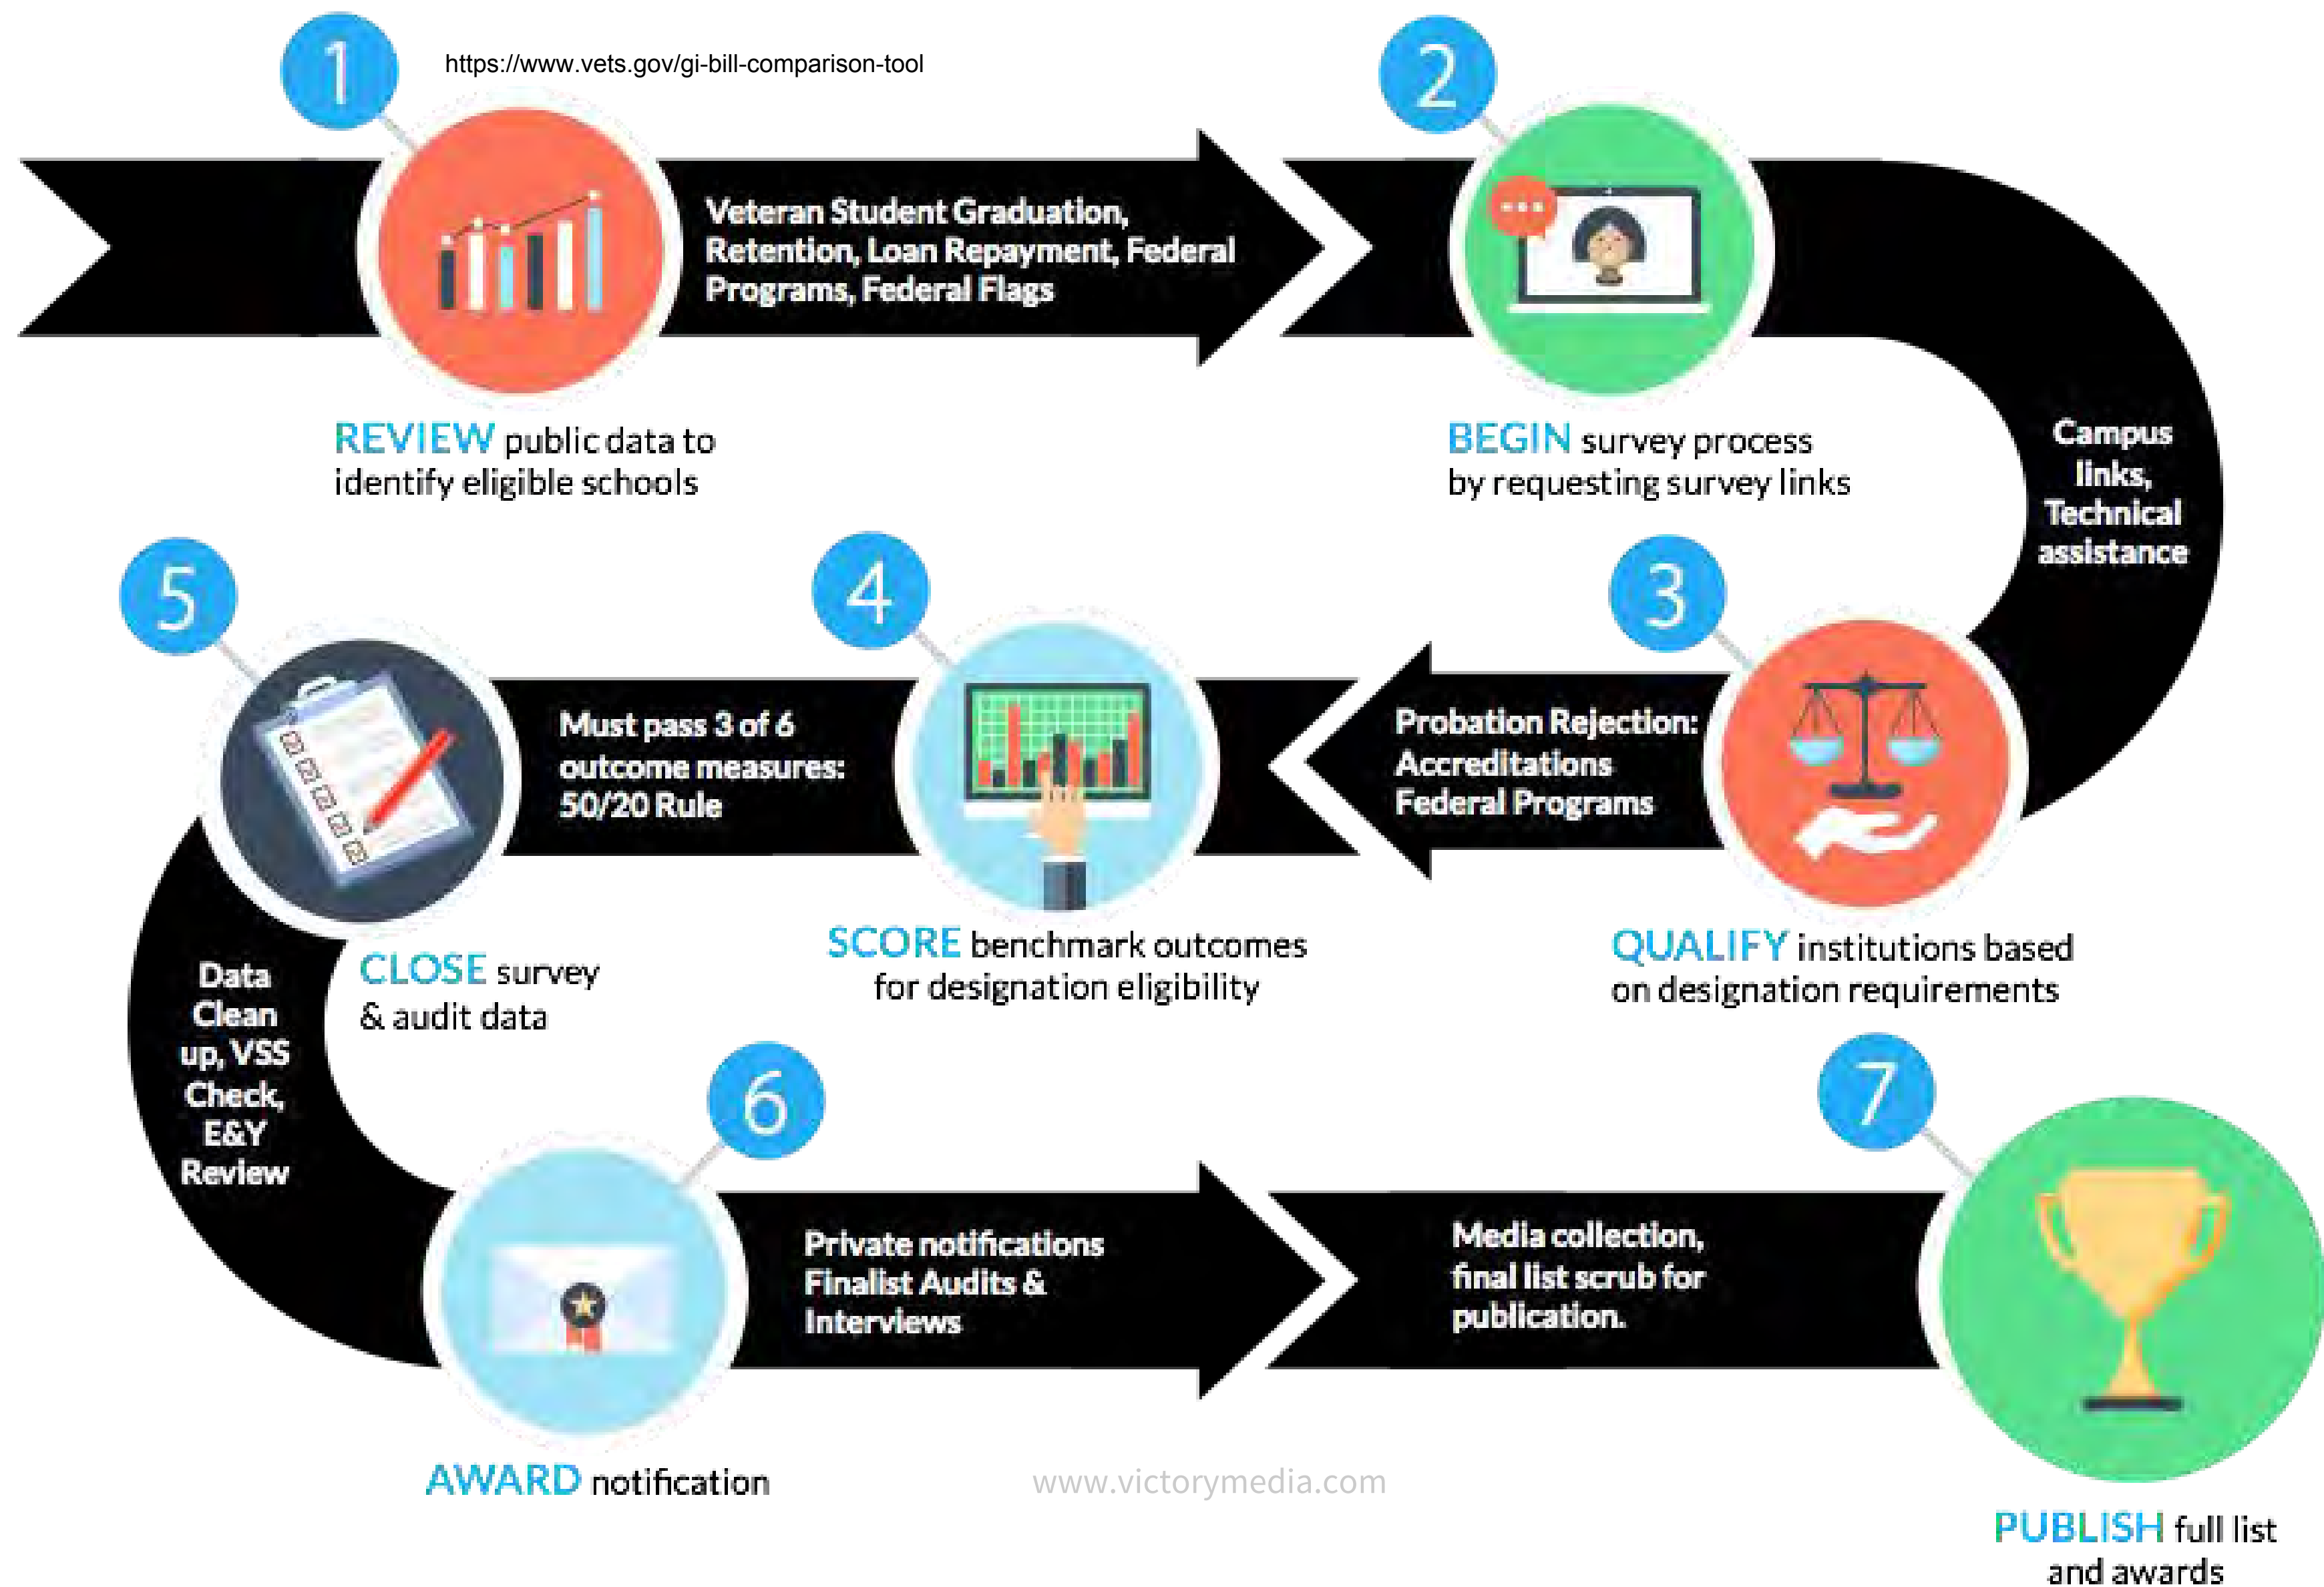 1
https://www.vets.gov/gi-bill-comparison-tool
Veteran Student Graduation,
Retention, Loan Repayment, Federal
Programs, Federal Flags
REVIEW public data to
identify eligible schools
2
BEGIN survey process
by requesting survey links
Campus
links,
Technical
assistance
3
Probation Rejection:
Accreditations
Federal Programs
QUALIFY institutions based
on designation requirements
4
SCORE benchmark outcomes
for designation eligibility
Must pass 3 of 6
outcome measures:
50/20 Rule
5
CLOSE survey
& audit data
Data
Clean
up, VSS
Check,
E&Y
Review
6
AWARD notification
Private notifications
Finalist Audits &
Interviews
Media collection,
final list scrub for
publication.
7
PUBLISH full list
and awards
www.victorymedia.com